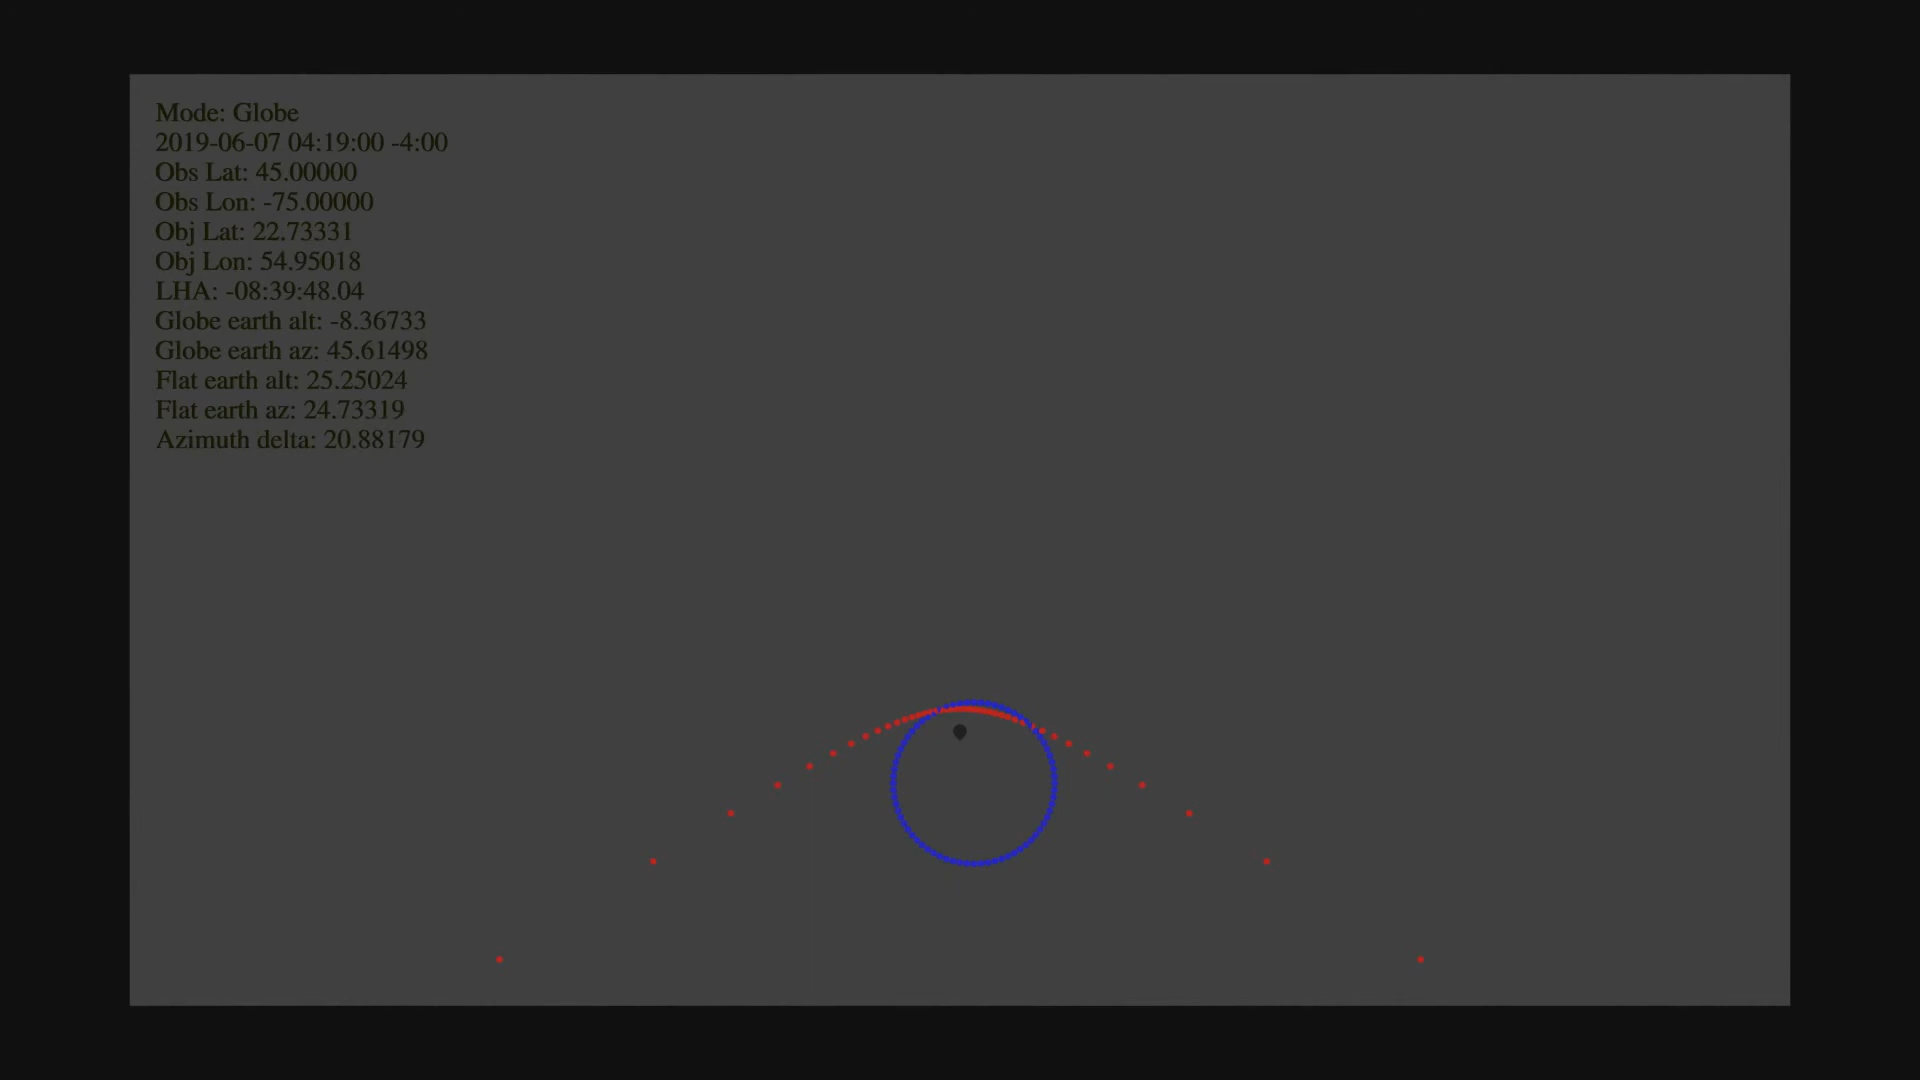 Mode: Globe
2019-06-07 04:19:00 -4:00
Obs Lat: 45.00000
Obs Lon: -75.00000
Obj Lat: 22.73331
Obj Lon: 54.95018
LHA: -08:39:48.04
Globe earth alt: -8.36733
Globe earth az: 45.61498
Flat earth alt: 25.25024
Flat earth az: 24.73319
Azimuth delta: 20.88179